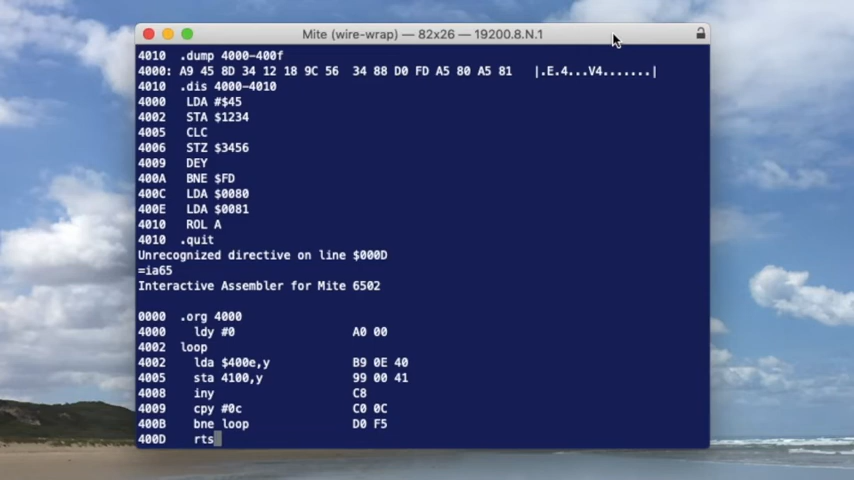 Mite (wire-wrap) — 82x26 — 19200.8.N.1
4010 .dump 4000-400f
4000: A9 45 8D 34 12 18 9C 56 34 88 D0 FD A5 80 A5 81 |.E.4...V4.......|
4010 .dis 4000-4010
4000 LDA #$45
4002 STA $1234
4005 CLC
4006 STZ $3456
4009 DEY
400A BNE $FD
400C LDA $0080
400E LDA $0081
4010 ROL A
4010 .quit
Unrecognized directive on line $000D
=ia65
Interactive Assembler for Mite 6502
0000 .org 4000
4000 ldy #0 A0 00
4002 loop
4002 lda $400e,y B9 0E 40
4005 sta 4100,y 99 00 41
4008 iny C8
4009 cpy #0c C0 0C
400B bne loop D0 F5
400D rts